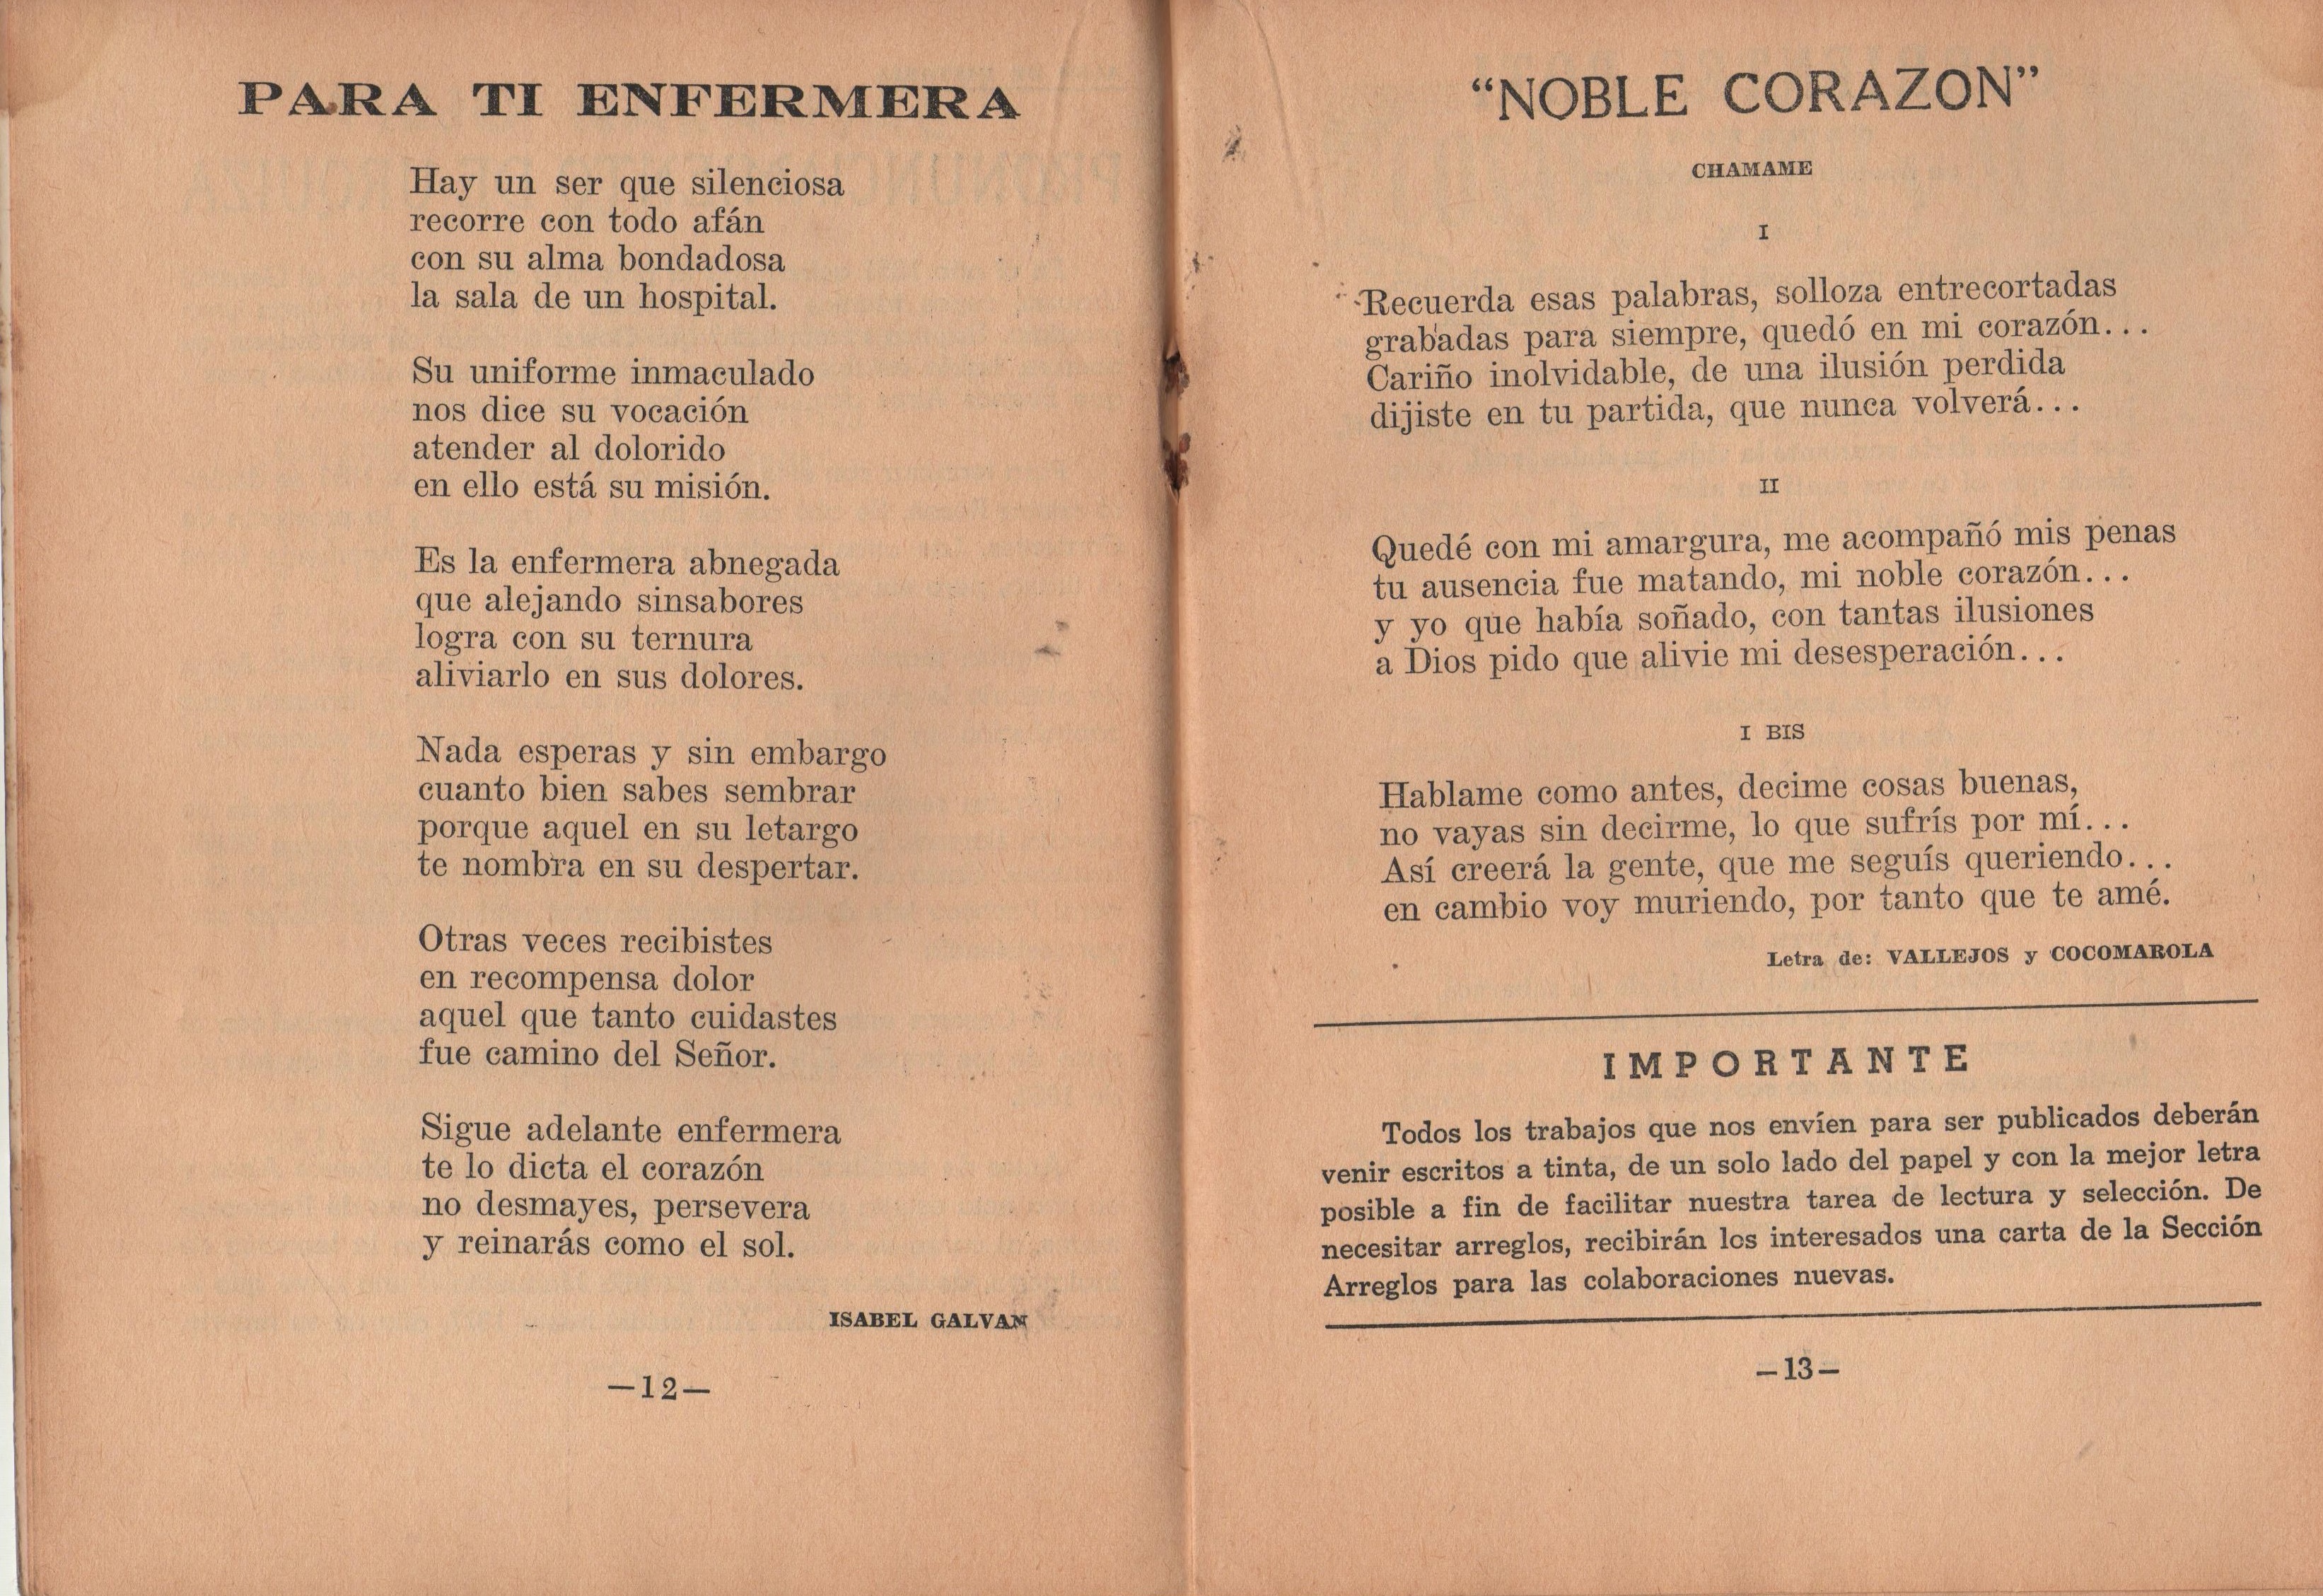 PARA TI ENFERMERA
Hay un ser que silenciosa
recorre con todo afán
con su alma bondadosa
la sala de un hospital.
Su uniforme inmaculado
nos dice su vocación
atender al dolorido
en ello está su misión.
Es la enfermera abnegada
que alejando sinsabores
logra con su ternura
aliviarlo en sus dolores.
Nada esperas y sin embargo
cuanto bien sabes sembrar
porque aquel en su letargo
te nombra en su despertar.
Otras veces recibistes
en recompensa dolor
aquel que tanto cuidastes
fue camino del Señor.
Sigue adelante enfermera
te lo dicta el corazón
no desmayes, persevera
y reinarás como el sol.
ISABEL GALVAN
—12—
“NOBLE CORAZON”
CHAMAME
I
Recuerda esas palabras, solloza entrecortadas
grabadas para siempre, quedó en mi corazón...
Cariño inolvidable, de una ilusión perdida
dijiste en tu partida, que nunca volverá...
II
Quedé con mi amargura, me acompañó mis penas
tu ausencia fue matando, mi noble corazón...
y yo que había soñado, con tantas ilusiones
a Dios pido que alivie mi desesperación...
I BIS
Hablame como antes, decime cosas buenas,
no vayas sin decirme, lo que sufrís por mí...
Así creerá la gente, que me seguís queriendo...
en cambio voy muriendo, por tanto que te amé.
Letra de: VALLEJOS y COCOMAROLA
IMPORTANTE
Todos los trabajos que nos envíen para ser publicados deberán
venir escritos a tinta, de un solo lado del papel y con la mejor letra
posible a fin de facilitar nuestra tarea de lectura y selección. De
necesitar arreglos, recibirán los interesados una carta de la Sección
Arreglos para las colaboraciones nuevas.
—13—